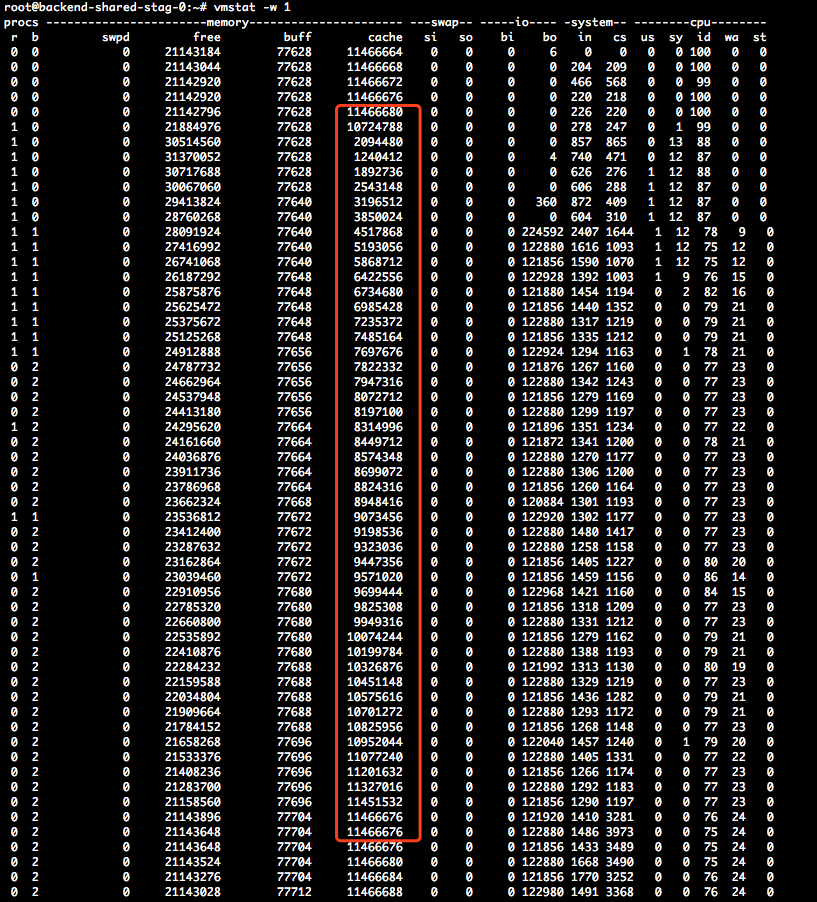 root@backend-shared-stag-0:~# vmstat -w 1
procs -----------------------memory---------------------- ---swap-- -----io---- -system-- --------cpu--------
r b swpd free buff cache si so bi bo in cs us sy id wa st
0 0 0 21143184 77628 11466664 0 0 0 6 0 0 0 0 100 0 0
0 0 0 21143044 77628 11466668 0 0 0 0 204 209 0 0 100 0 0
0 0 0 21142920 77628 11466672 0 0 0 0 466 568 0 0 99 0 0
0 0 0 21142920 77628 11466676 0 0 0 0 220 218 0 0 100 0 0
0 0 0 21142796 77628 11466680 0 0 0 0 226 220 0 0 100 0 0
1 0 0 21884976 77628 10724788 0 0 0 0 278 247 0 1 99 0 0
1 0 0 30514560 77628 2094480 0 0 0 0 857 865 0 13 88 0 0
1 0 0 31370052 77628 1240412 0 0 0 4 740 471 0 12 87 0 0
1 0 0 30717688 77628 1892736 0 0 0 0 626 276 1 12 88 0 0
1 0 0 30067060 77628 2543148 0 0 0 0 606 288 1 12 87 0 0
1 0 0 29413824 77640 3196512 0 0 0 360 872 409 1 12 87 0 0
1 0 0 28760268 77640 3850024 0 0 0 0 604 310 1 12 87 0 0
1 1 0 28091924 77640 4517868 0 0 0 224592 2407 1644 1 12 78 9 0
1 1 0 27416992 77640 5193056 0 0 0 122880 1616 1093 1 12 75 12 0
1 1 0 26741068 77640 5868712 0 0 0 121856 1590 1070 1 12 75 12 0
1 1 0 26187292 77648 6422556 0 0 0 122928 1392 1003 1 9 76 15 0
1 1 0 25875876 77648 6734680 0 0 0 121880 1454 1194 0 2 82 16 0
1 1 0 25625472 77648 6985428 0 0 0 121856 1440 1352 0 0 79 21 0
1 1 0 25375672 77648 7235372 0 0 0 122880 1317 1219 0 0 79 21 0
1 1 0 25125268 77648 7485164 0 0 0 121856 1335 1212 0 0 79 21 0
1 1 0 24912888 77656 7697676 0 0 0 122924 1294 1163 0 1 78 21 0
0 2 0 24787732 77656 7822332 0 0 0 121876 1267 1160 0 0 77 23 0
0 2 0 24662964 77656 7947316 0 0 0 122880 1342 1243 0 0 77 23 0
0 2 0 24537948 77656 8072712 0 0 0 121856 1279 1169 0 0 77 23 0
0 2 0 24413180 77656 8197100 0 0 0 122880 1299 1197 0 0 77 23 0
1 2 0 24295620 77664 8314996 0 0 0 121896 1351 1234 0 0 77 22 0
0 2 0 24161660 77664 8449712 0 0 0 121872 1341 1200 0 0 78 21 0
0 2 0 24036876 77664 8574348 0 0 0 122880 1270 1177 0 0 77 23 0
0 2 0 23911736 77664 8699072 0 0 0 122880 1306 1200 0 0 77 23 0
0 2 0 23786968 77664 8824316 0 0 0 121856 1260 1164 0 0 77 23 0
0 2 0 23662324 77668 8948416 0 0 0 120884 1301 1193 0 0 77 23 0
1 1 0 23536812 77672 9073456 0 0 0 122920 1302 1177 0 0 77 23 0
0 2 0 23412400 77672 9198536 0 0 0 122880 1480 1417 0 0 77 23 0
0 2 0 23287632 77672 9323036 0 0 0 122880 1258 1158 0 0 77 23 0
0 2 0 23162864 77672 9447356 0 0 0 121856 1405 1227 0 0 80 20 0
0 1 0 23039460 77672 9571020 0 0 0 121856 1459 1156 0 0 86 14 0
0 2 0 22910956 77680 9699444 0 0 0 122968 1421 1160 0 0 84 15 0
0 2 0 22785320 77680 9825308 0 0 0 121856 1318 1209 0 0 77 23 0
0 2 0 22660800 77680 9949316 0 0 0 122880 1331 1212 0 0 77 23 0
0 2 0 22535892 77680 10074244 0 0 0 121856 1279 1162 0 0 79 21 0
0 2 0 22410876 77680 10199784 0 0 0 122880 1388 1193 0 0 79 21 0
0 2 0 22284232 77688 10326876 0 0 0 121992 1313 1130 0 0 80 19 0
0 2 0 22159588 77688 10451148 0 0 0 122880 1329 1219 0 0 77 23 0
0 2 0 22034804 77688 10575616 0 0 0 121856 1436 1282 0 0 79 21 0
0 2 0 21909664 77688 10701272 0 0 0 122880 1293 1172 0 0 79 21 0
0 2 0 21784152 77688 10825956 0 0 0 121856 1268 1148 0 0 77 23 0
0 2 0 21658268 77696 10952044 0 0 0 122040 1457 1240 0 1 79 20 0
0 2 0 21533376 77696 11077240 0 0 0 122880 1405 1331 0 0 77 22 0
0 2 0 21408236 77696 11201632 0 0 0 121856 1266 1174 0 0 77 23 0
0 2 0 21283700 77696 11327016 0 0 0 122880 1292 1183 0 0 77 23 0
0 2 0 21158560 77696 11451532 0 0 0 121856 1290 1197 0 0 77 23 0
0 2 0 21143896 77704 11466676 0 0 0 121920 1410 3281 0 0 76 24 0
0 2 0 21143648 77704 11466676 0 0 0 122880 1486 3973 0 0 75 24 0
0 2 0 21143648 77704 11466676 0 0 0 121856 1433 3489 0 0 75 24 0
0 2 0 21143524 77704 11466680 0 0 0 122880 1668 3490 0 0 75 24 0
0 2 0 21143276 77704 11466684 0 0 0 121856 1770 3252 0 0 76 24 0
0 2 0 21143028 77712 11466688 0 0 0 122980 1491 3368 0 0 76 24 0